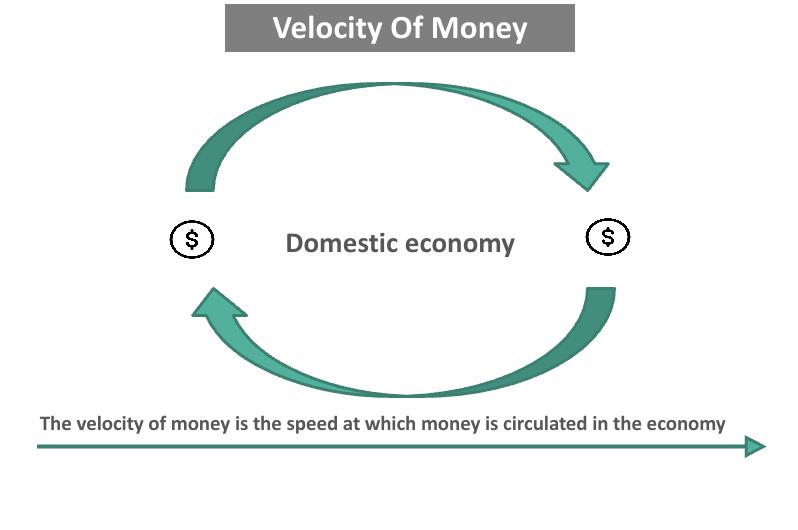 Velocity Of Money
$
Domestic economy
$
The velocity of money is the speed at which money is circulated in the economy